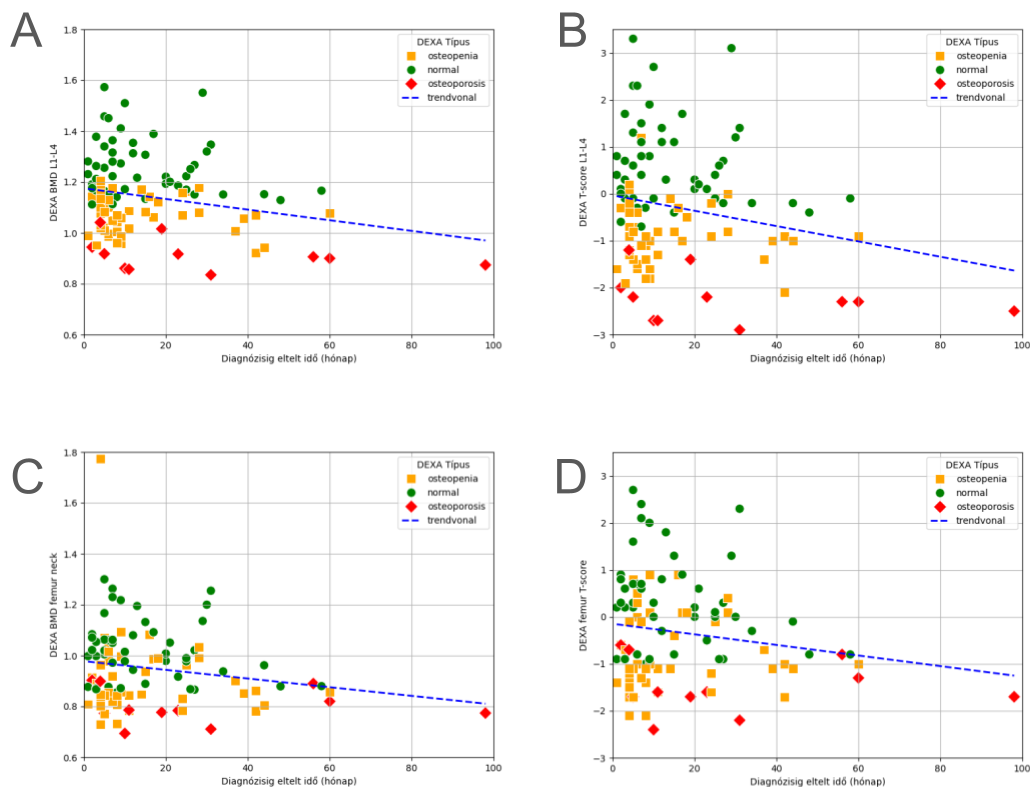 A
DEXA BMD L1-L4
1.8
1.6
1.4
1.2
1.0
0.8
0.6
0
20
40
60
80
100
Diagnózisig eltelt idő (hónap)
DEXA Típus
osteopenia
normal
osteoporosis
trendvonal
B
DEXA T-score L1-L4
3
2
1
0
−1
−2
−3
0
20
40
60
80
100
Diagnózisig eltelt idő (hónap)
DEXA Típus
osteopenia
normal
osteoporosis
trendvonal
C
DEXA BMD femur neck
1.8
1.6
1.4
1.2
1.0
0.8
0.6
0
20
40
60
80
100
Diagnózisig eltelt idő (hónap)
DEXA Típus
osteopenia
normal
osteoporosis
trendvonal
D
DEXA femur T-score
3
2
1
0
−1
−2
−3
0
20
40
60
80
100
Diagnózisig eltelt idő (hónap)
DEXA Típus
osteopenia
normal
osteoporosis
trendvonal